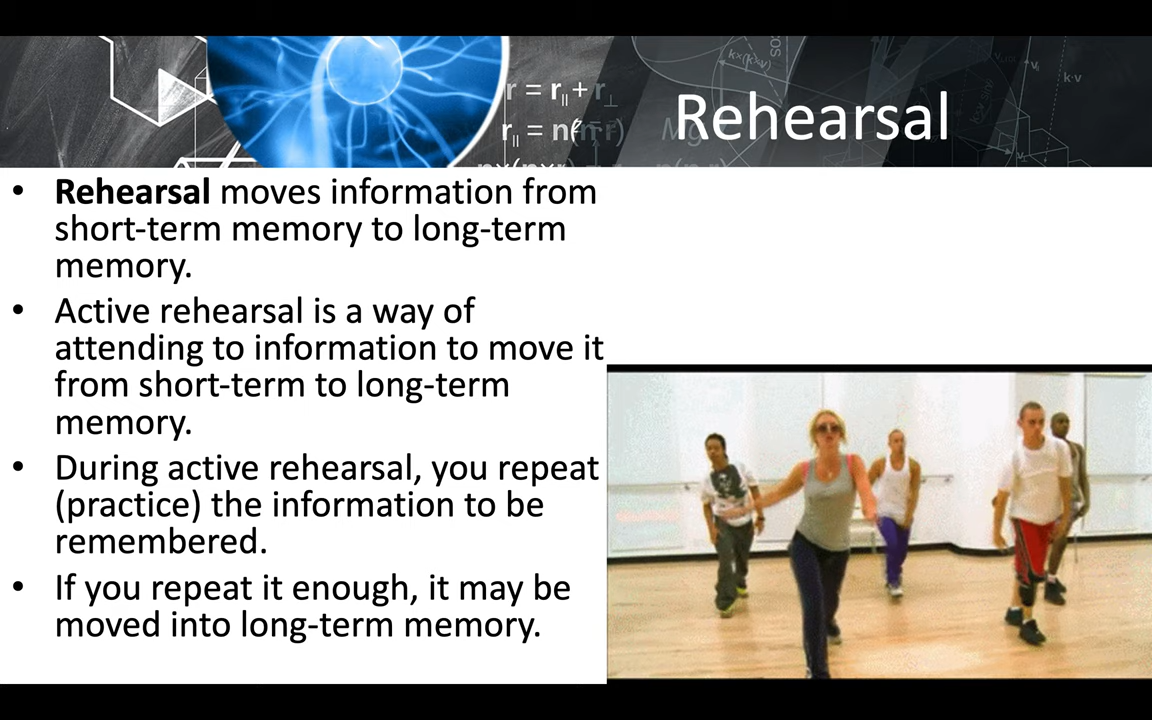 r = r||+ r⊥
Rehearsal
r|| = n(
k×(k×v)
k·v
• Rehearsal moves information from
short-term memory to long-term
memory.
• Active rehearsal is a way of
attending to information to move it
from short-term to long-term
memory.
• During active rehearsal, you repeat
(practice) the information to be
remembered.
• If you repeat it enough, it may be
moved into long-term memory.